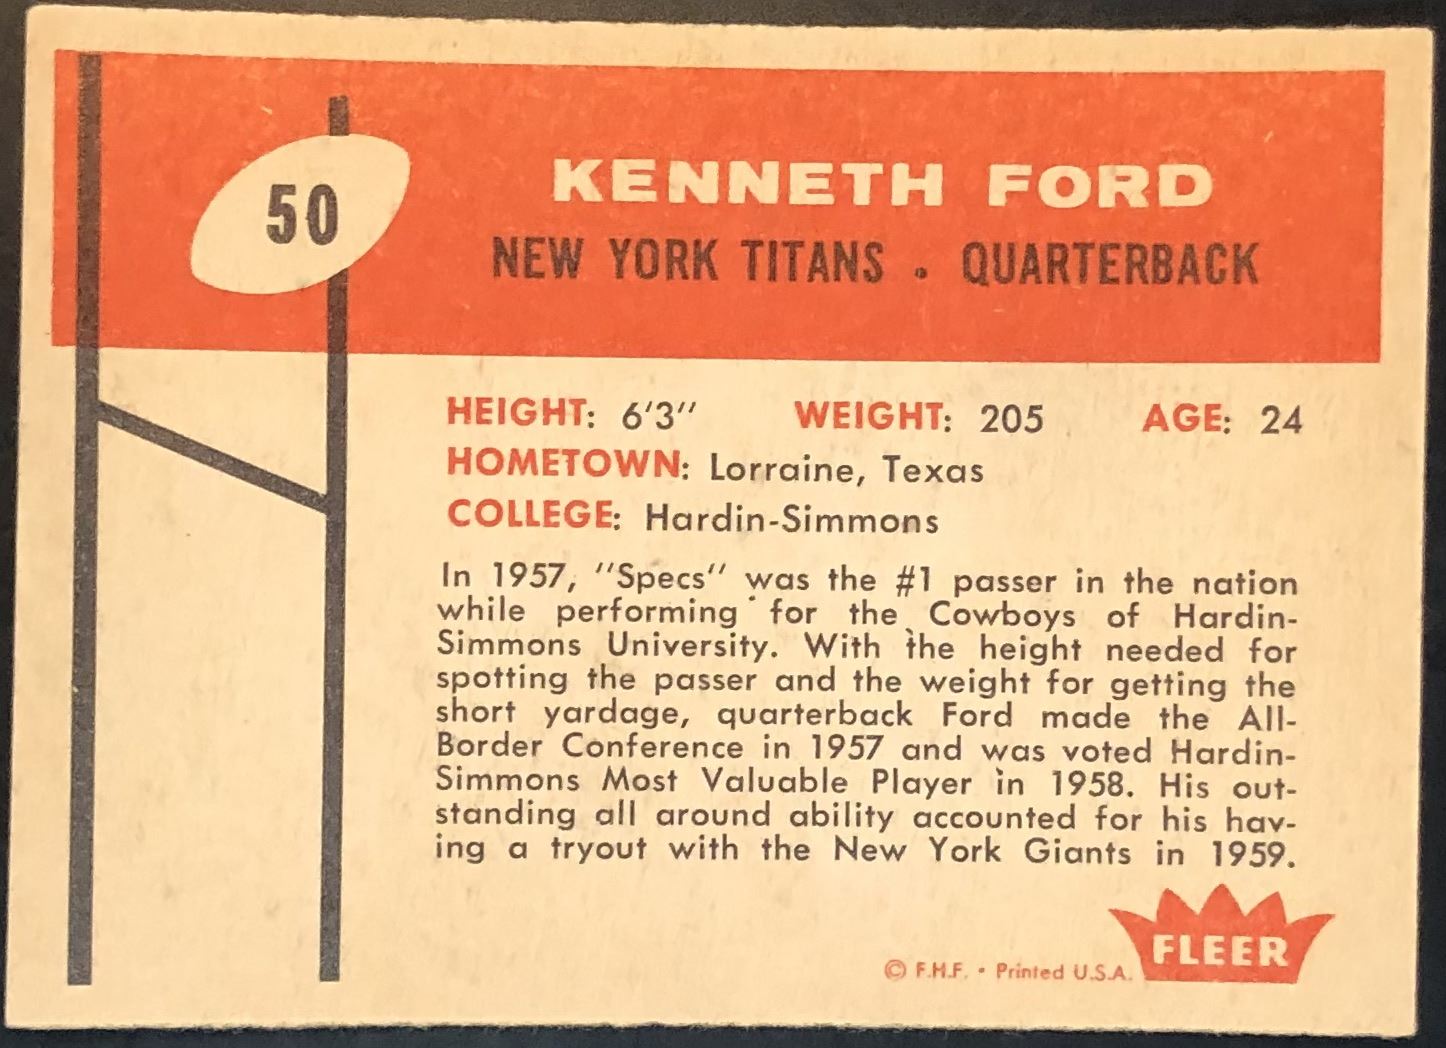 50
KENNETH FORD
NEW YORK TITANS . QUARTERBACK
HEIGHT: 6'3" WEIGHT: 205 AGE: 24
HOMETOWN: Lorraine, Texas
COLLEGE: Hardin-Simmons
In 1957, "Specs" was the #1 passer in the nation
while performing for the Cowboys of Hardin-
Simmons University. With the height needed for
spotting the passer and the weight for getting the
short yardage, quarterback Ford made the All-
Border Conference in 1957 and was voted Hardin-
Simmons Most Valuable Player in 1958. His out-
standing all around ability accounted for his hav-
ing a tryout with the New York Giants in 1959.
FLEER
© F.H.F. • Printed U.S.A.